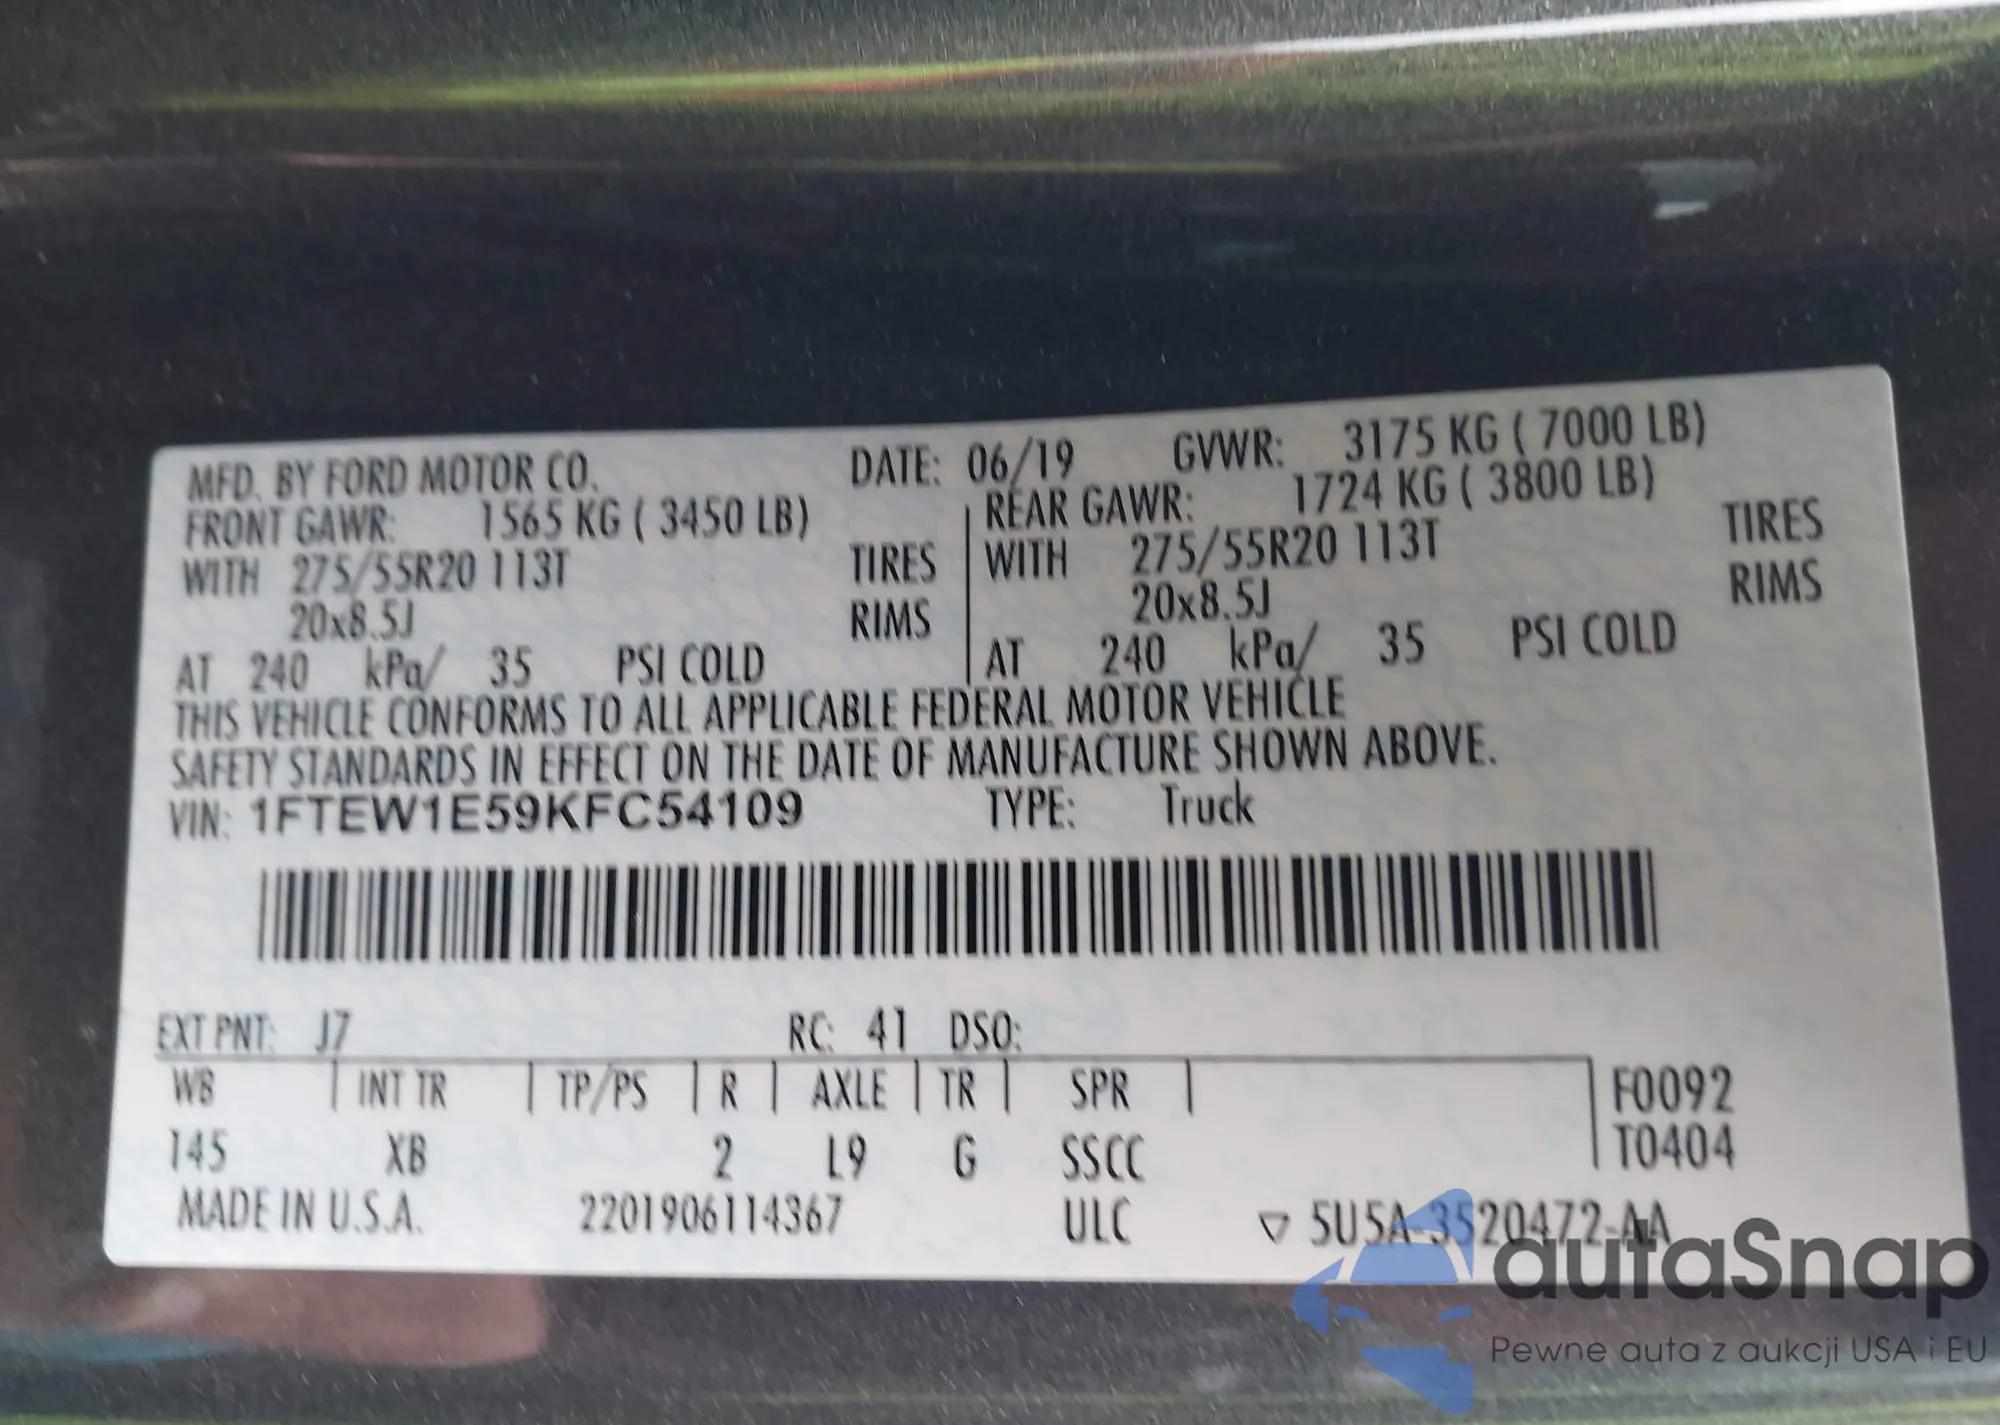 MFD. BY FORD MOTOR CO. DATE: 06/19 GVWR: 3175 KG ( 7000 LB)
FRONT GAWR: 1565 KG ( 3450 LB) REAR GAWR: 1724 KG ( 3800 LB)
WITH 275/55R20 113T TIRES WITH 275/55R20 113T TIRES
20x8.5J RIMS 20x8.5J RIMS
AT 240 kPa/ 35 PSI COLD AT 240 kPa/ 35 PSI COLD
THIS VEHICLE CONFORMS TO ALL APPLICABLE FEDERAL MOTOR VEHICLE
SAFETY STANDARDS IN EFFECT ON THE DATE OF MANUFACTURE SHOWN ABOVE.
VIN: 1FTEW1E59KFC54109 TYPE: Truck
EXT PNT: J7 RC: 41 DSO:
WB INT TR TP/PS R AXLE TR SPR F0092
145 XB 2 L9 G SSCC T0404
MADE IN U.S.A. 2201906114367 ULC ▽ 5U5A-3520472-AA
autaSnap
Pewne auta z aukcji USA i EU